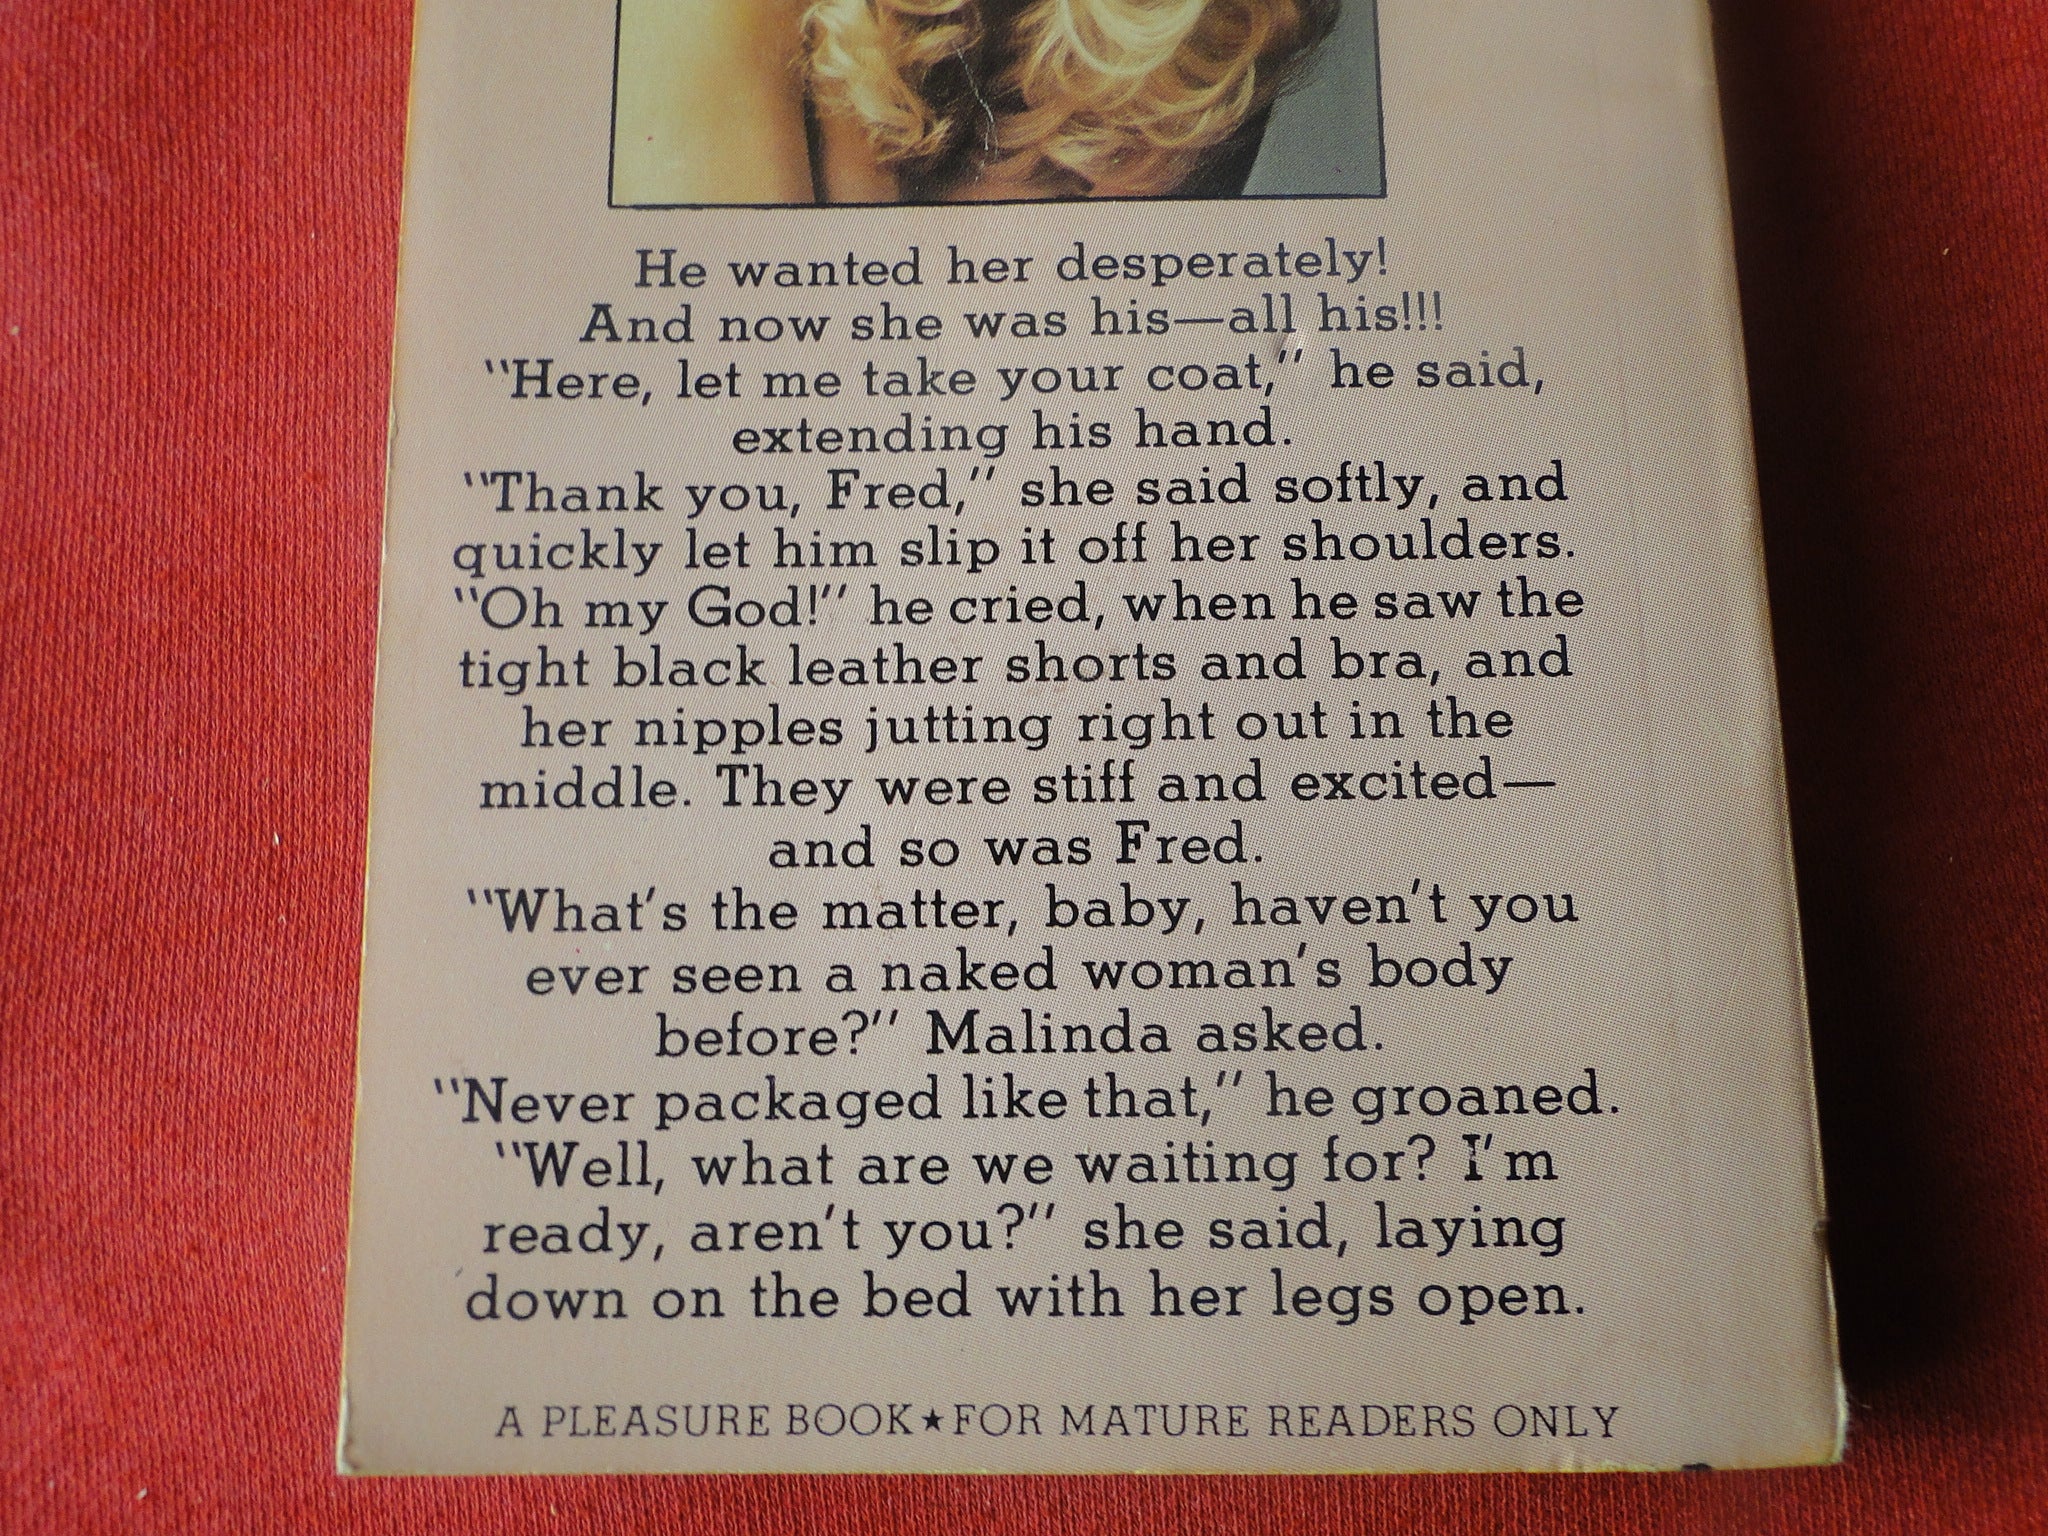 He wanted her desperately!
And now she was his—all his!!!
"Here, let me take your coat," he said,
extending his hand.
"Thank you, Fred," she said softly, and
quickly let him slip it off her shoulders.
"Oh my God!" he cried, when he saw the
tight black leather shorts and bra, and
her nipples jutting right out in the
middle. They were stiff and excited—
and so was Fred.
"What's the matter, baby, haven't you
ever seen a naked woman's body
before?" Malinda asked.
"Never packaged like that," he groaned.
"Well, what are we waiting for? I'm
ready, aren't you?" she said, laying
down on the bed with her legs open.
A PLEASURE BOOK★FOR MATURE READERS ONLY